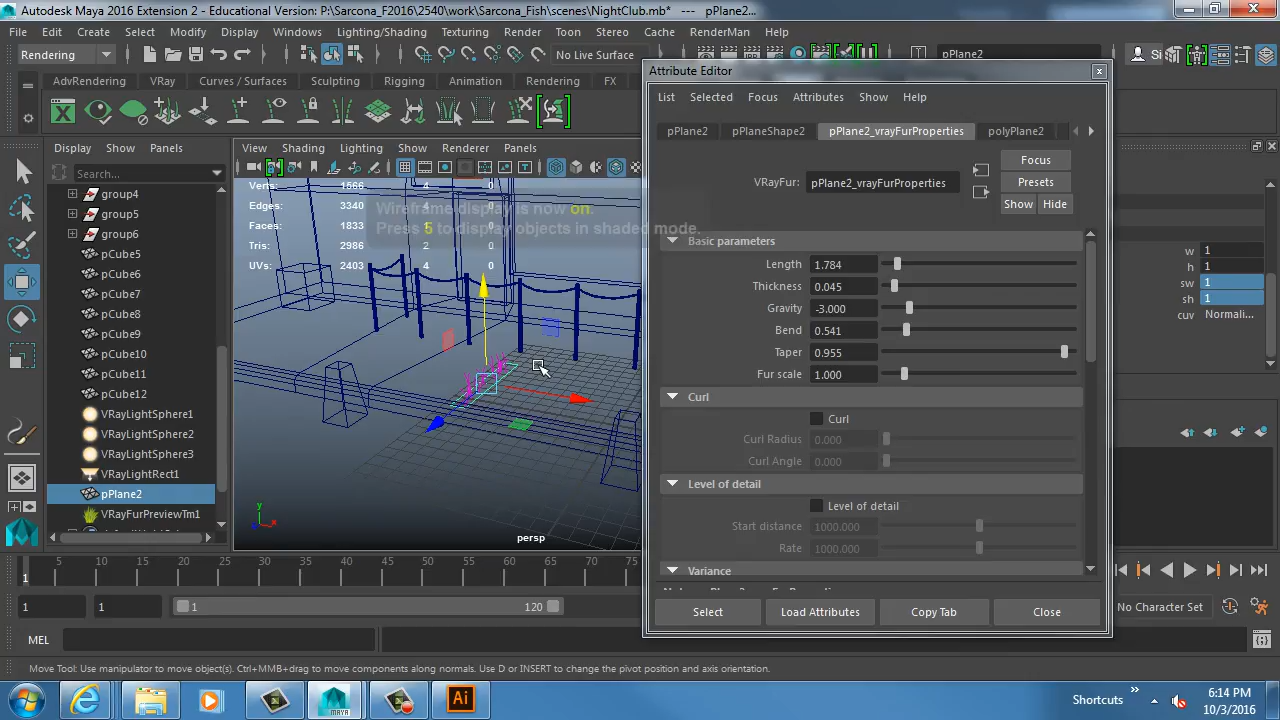 Autodesk Maya 2016 Extension 2 - Educational Version: P:\Sarcona_F2016\2540\work\Sarcona_Fish\scenes\NightClub.mb* --- pPlane2...
File Edit Create Select Modify Display Windows Lighting/Shading Texturing Render Toon Stereo Cache RenderMan Help
Rendering
No Live Surface
pPlane2
Si
AdvRendering VRay Curves / Surfaces Sculpting Rigging Animation Rendering FX
Display Show Panels
Search...
group4
group5
group6
pCube5
pCube6
pCube7
pCube8
pCube9
pCube10
pCube11
pCube12
VRayLightSphere1
VRayLightSphere2
VRayLightSphere3
VRayLightRect1
pPlane2
VRayFurPreviewTm1
View Shading Lighting Show Renderer Panels
Verts: 1666 4 0
Edges: 3340 4 0
Faces: 1833 1 0
Tris: 2986 2 0
UVs: 2403 4 0
Wireframe display is now on.
Press 5 to display objects in shaded mode.
y
x
persp
Attribute Editor
x
List Selected Focus Attributes Show Help
pPlane2 pPlaneShape2 pPlane2_vrayFurProperties polyPlane2
VRayFur: pPlane2_vrayFurProperties
Focus
Presets
Show Hide
Basic parameters
Length 1.784
Thickness 0.045
Gravity -3.000
Bend 0.541
Taper 0.955
Fur scale 1.000
Curl
Curl
Curl Radius 0.000
Curl Angle 0.000
Level of detail
Level of detail
Start distance 1000.000
Rate 1000.000
Variance
Select Load Attributes Copy Tab Close
w 1
h 1
sw 1
sh 1
cuv Normali...
1 5 10 15 20 25 30 35 40 45 50 55 60 65 70 75
1 1 1 120
No Character Set
MEL
Move Tool: Use manipulator to move object(s). Ctrl+MMB+drag to move components along normals. Use D or INSERT to change the pivot position and axis orientation.
MAYA
Ai
Shortcuts
6:14 PM
10/3/2016